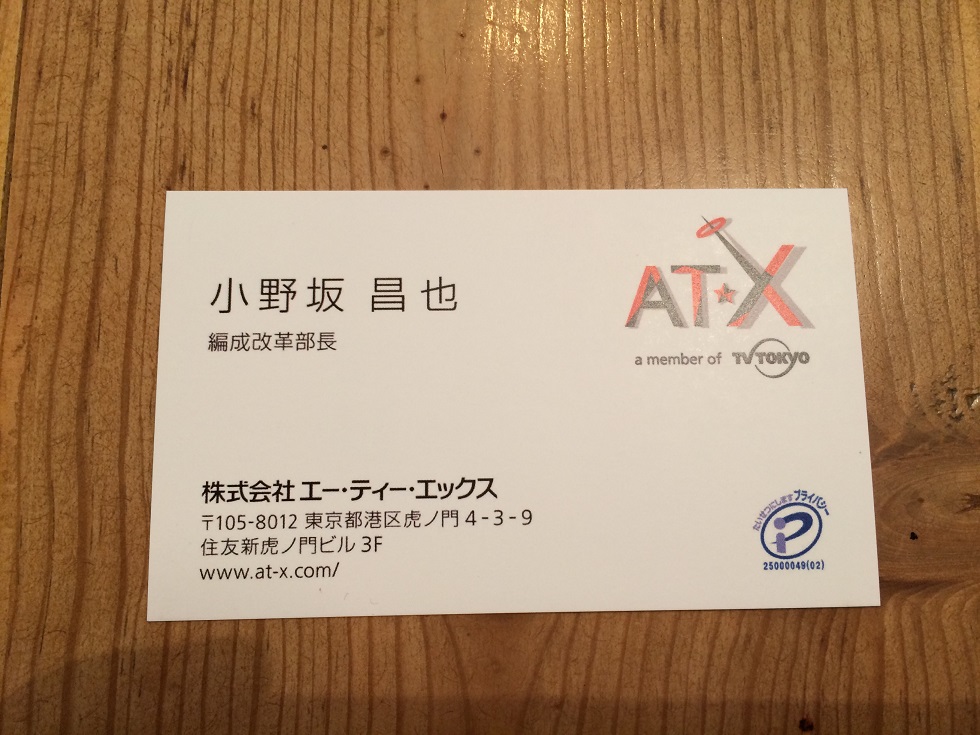 小野坂 昌也
編成改革部長
AT★X
a member of TV TOKYO
株式会社 エー・ティー・エックス
〒105-8012 東京都港区虎ノ門 4-3-9
住友新虎ノ門ビル 3F
www.at-x.com/
たいせつにしますプライバシー
25000049(02)